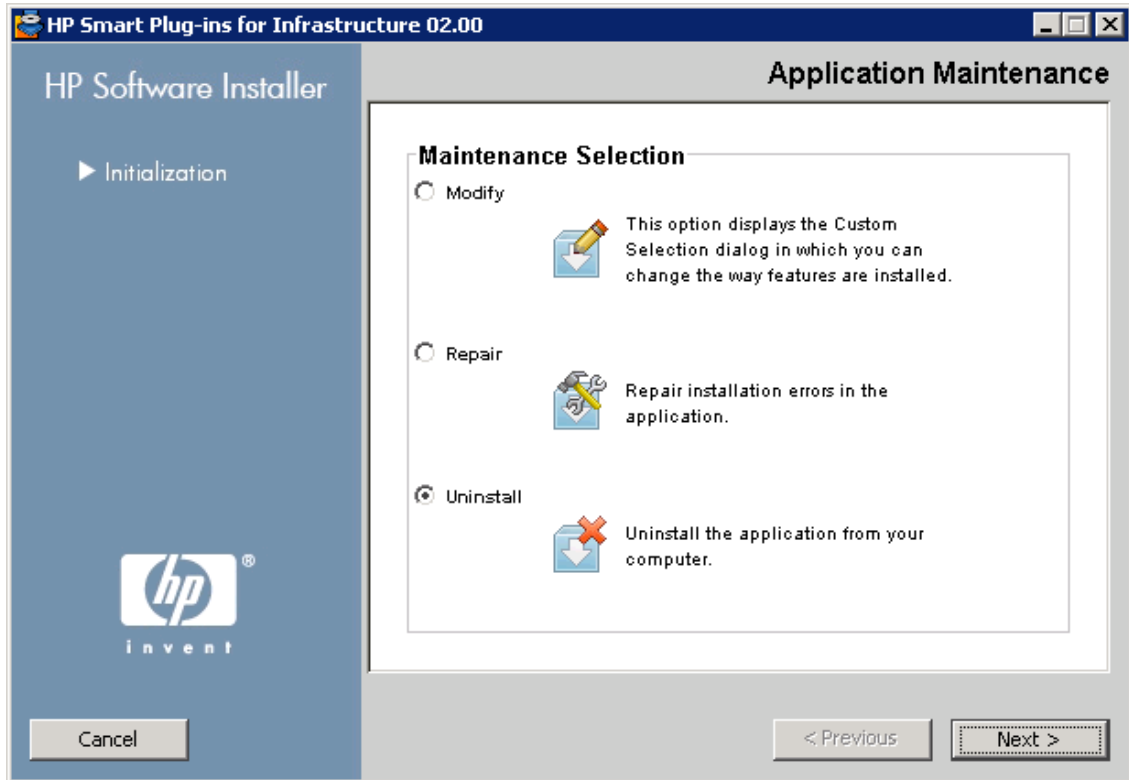 HP Smart Plug-ins for Infrastructure 02.00
HP Software Installer
Application Maintenance
Initialization
Maintenance Selection
Modify
This option displays the Custom
Selection dialog in which you can
change the way features are installed.
Repair
Repair installation errors in the
application.
Uninstall
Uninstall the application from your
computer.
hp
®
invent
Cancel
< Previous
Next >